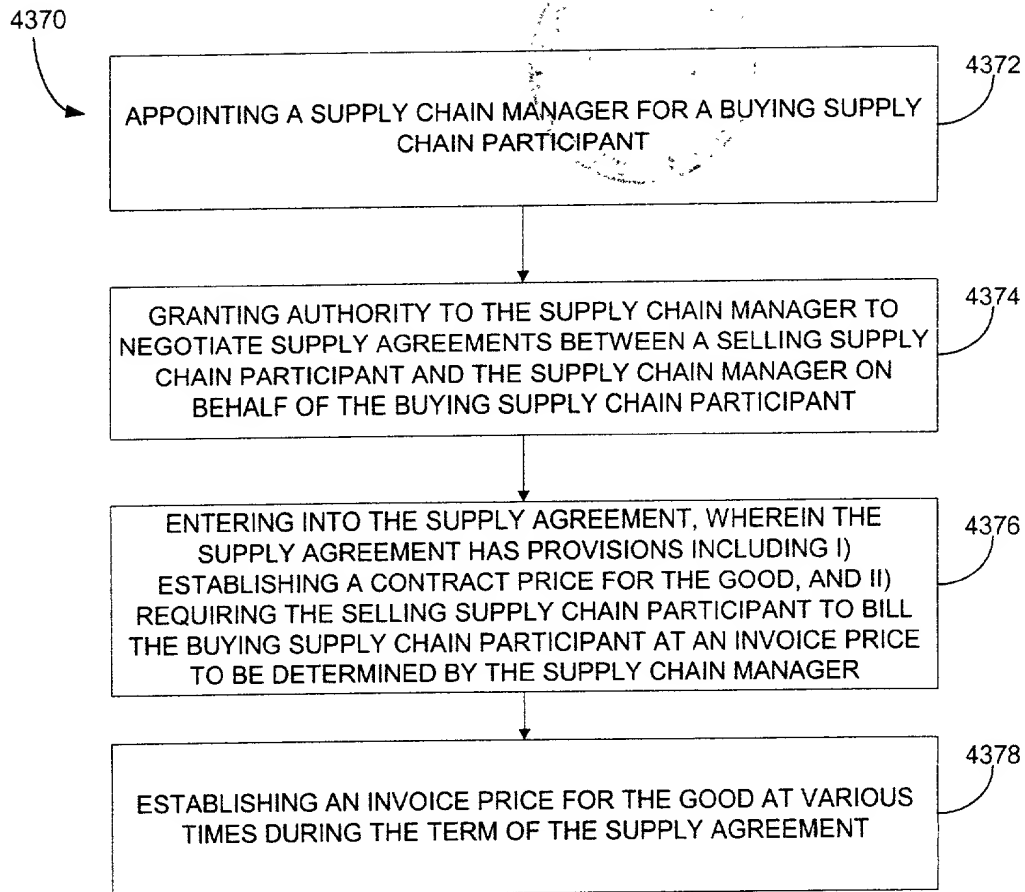 4370
4372
APPOINTING A SUPPLY CHAIN MANAGER FOR A BUYING SUPPLY
CHAIN PARTICIPANT
4374
GRANTING AUTHORITY TO THE SUPPLY CHAIN MANAGER TO
NEGOTIATE SUPPLY AGREEMENTS BETWEEN A SELLING SUPPLY
CHAIN PARTICIPANT AND THE SUPPLY CHAIN MANAGER ON
BEHALF OF THE BUYING SUPPLY CHAIN PARTICIPANT
4376
ENTERING INTO THE SUPPLY AGREEMENT, WHEREIN THE
SUPPLY AGREEMENT HAS PROVISIONS INCLUDING I)
ESTABLISHING A CONTRACT PRICE FOR THE GOOD, AND II)
REQUIRING THE SELLING SUPPLY CHAIN PARTICIPANT TO BILL
THE BUYING SUPPLY CHAIN PARTICIPANT AT AN INVOICE PRICE
TO BE DETERMINED BY THE SUPPLY CHAIN MANAGER
4378
ESTABLISHING AN INVOICE PRICE FOR THE GOOD AT VARIOUS
TIMES DURING THE TERM OF THE SUPPLY AGREEMENT